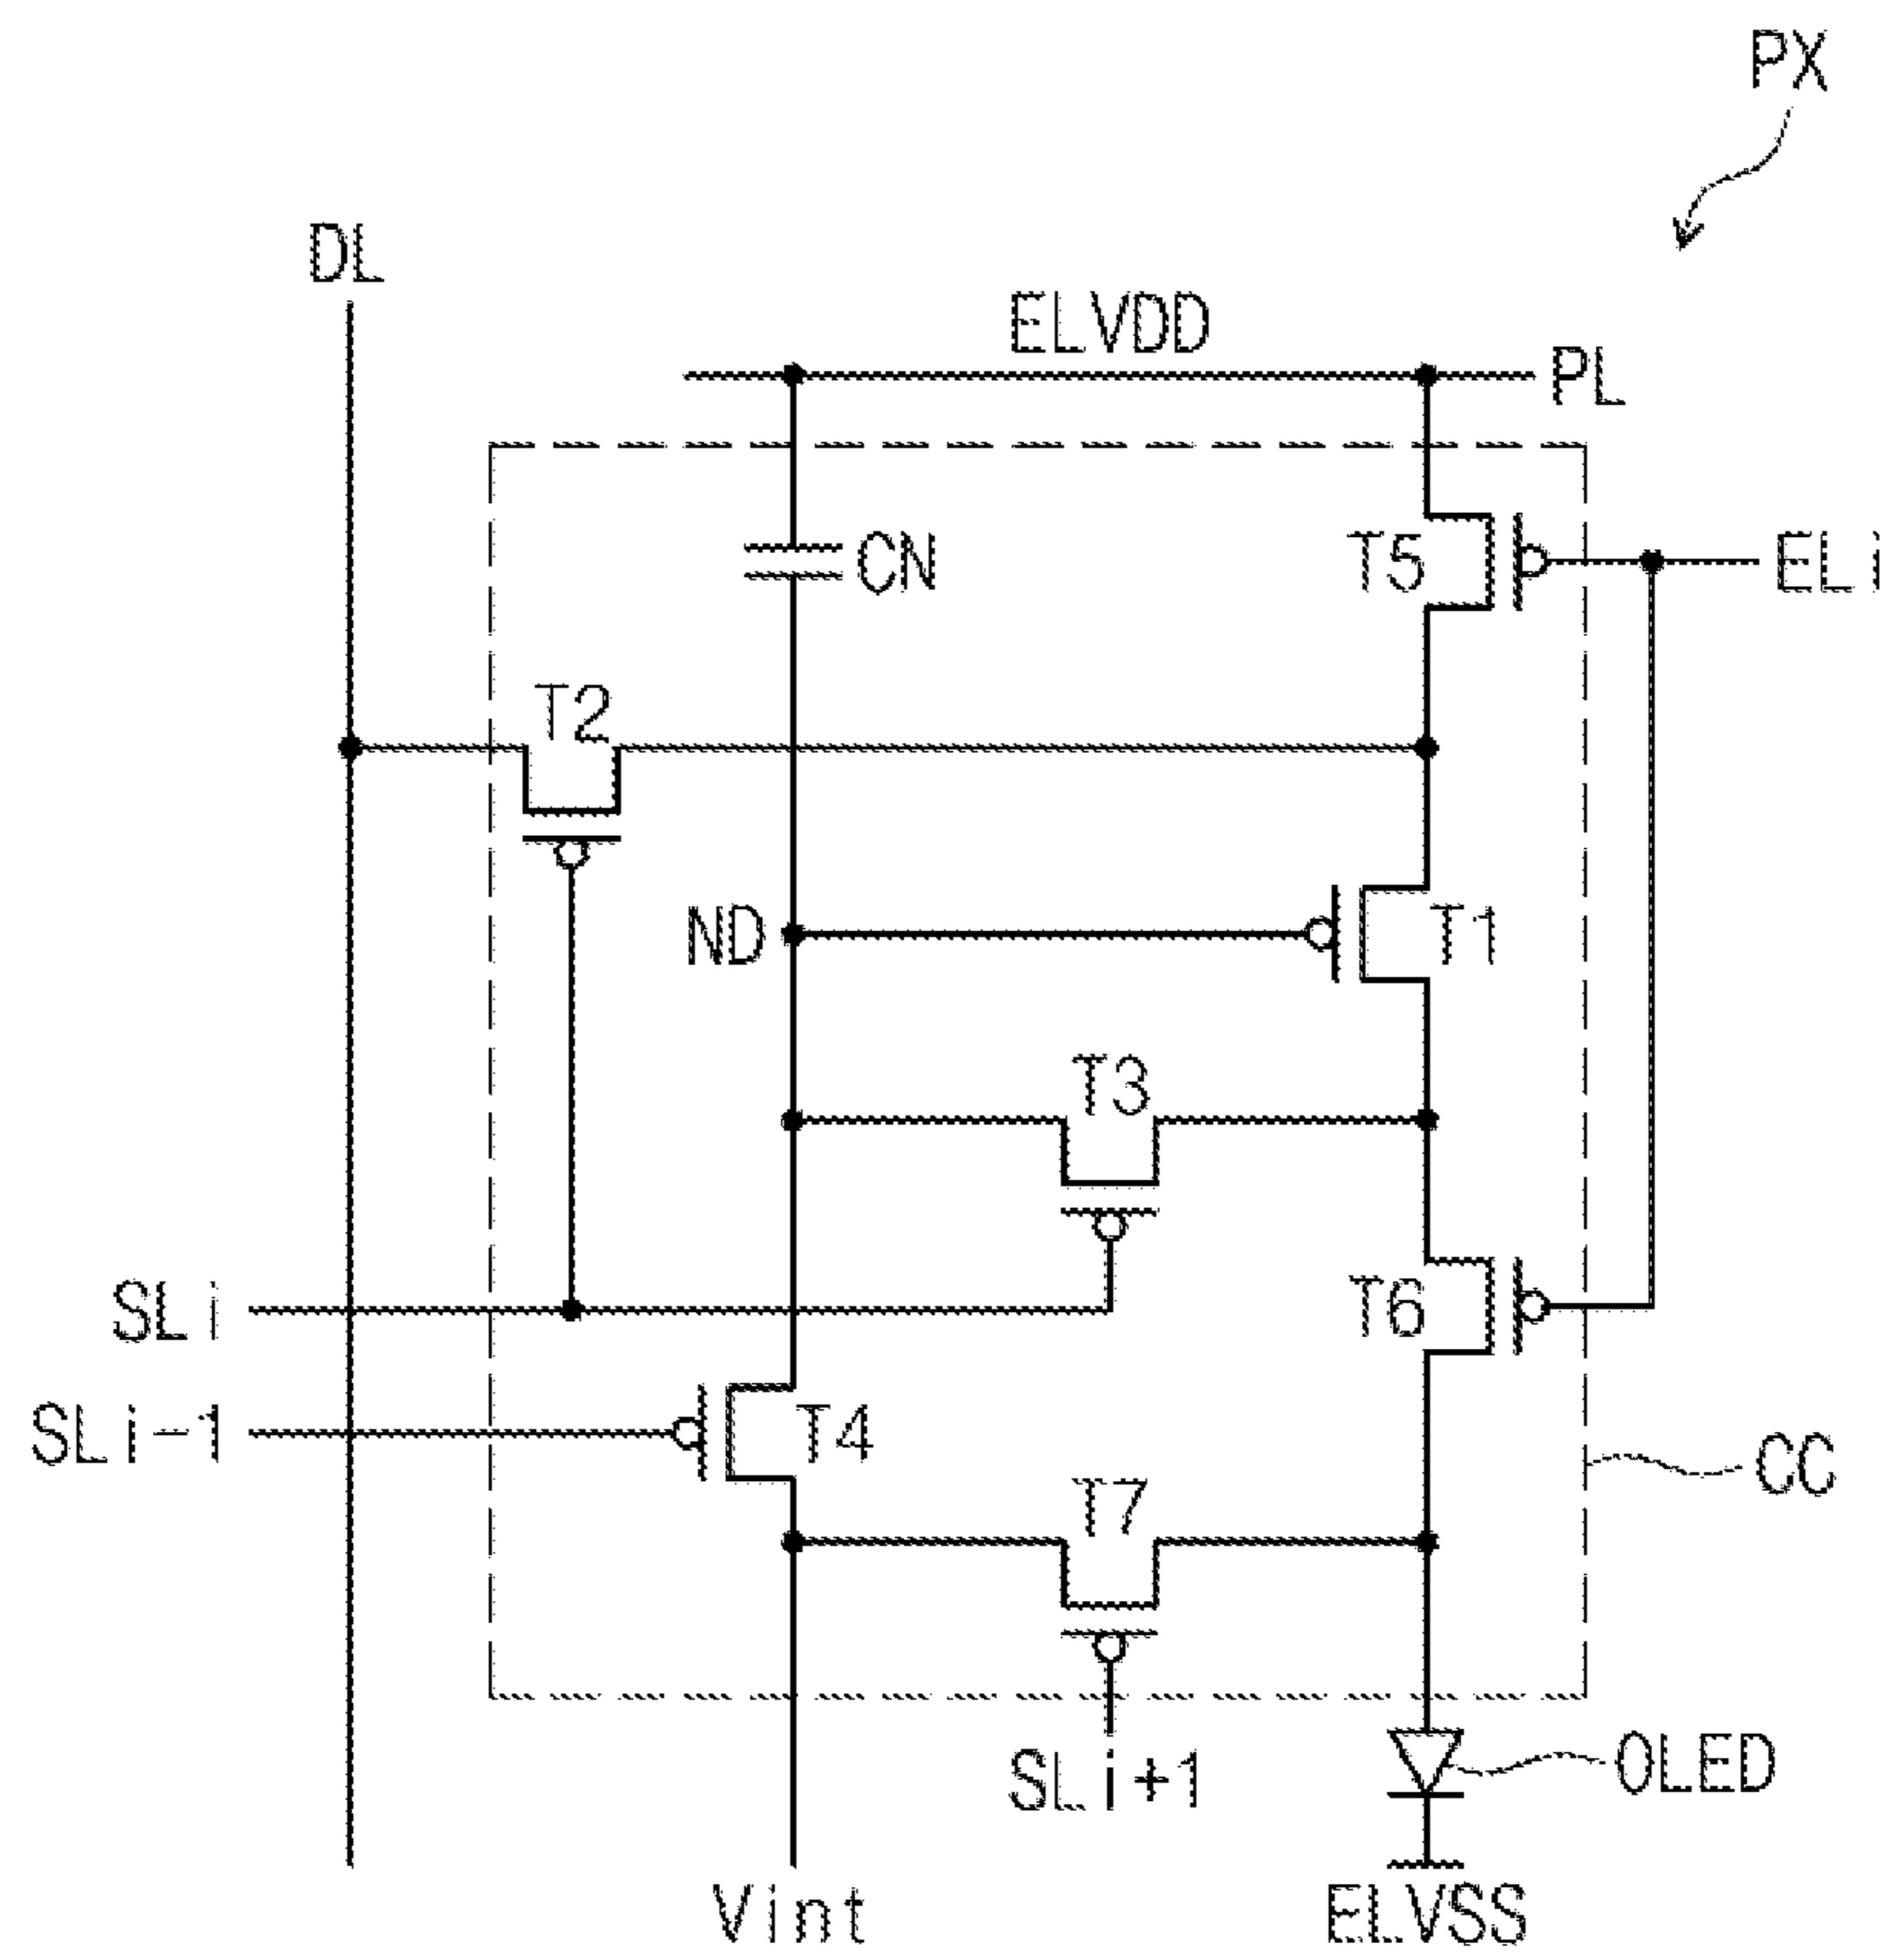 PX
DL
ELVDD
PL
CN
T5
ELi
T2
ND
T1
T3
SLi
T6
SLi-1
T4
CC
T7
SLi+1
OLED
Vint
ELVSS